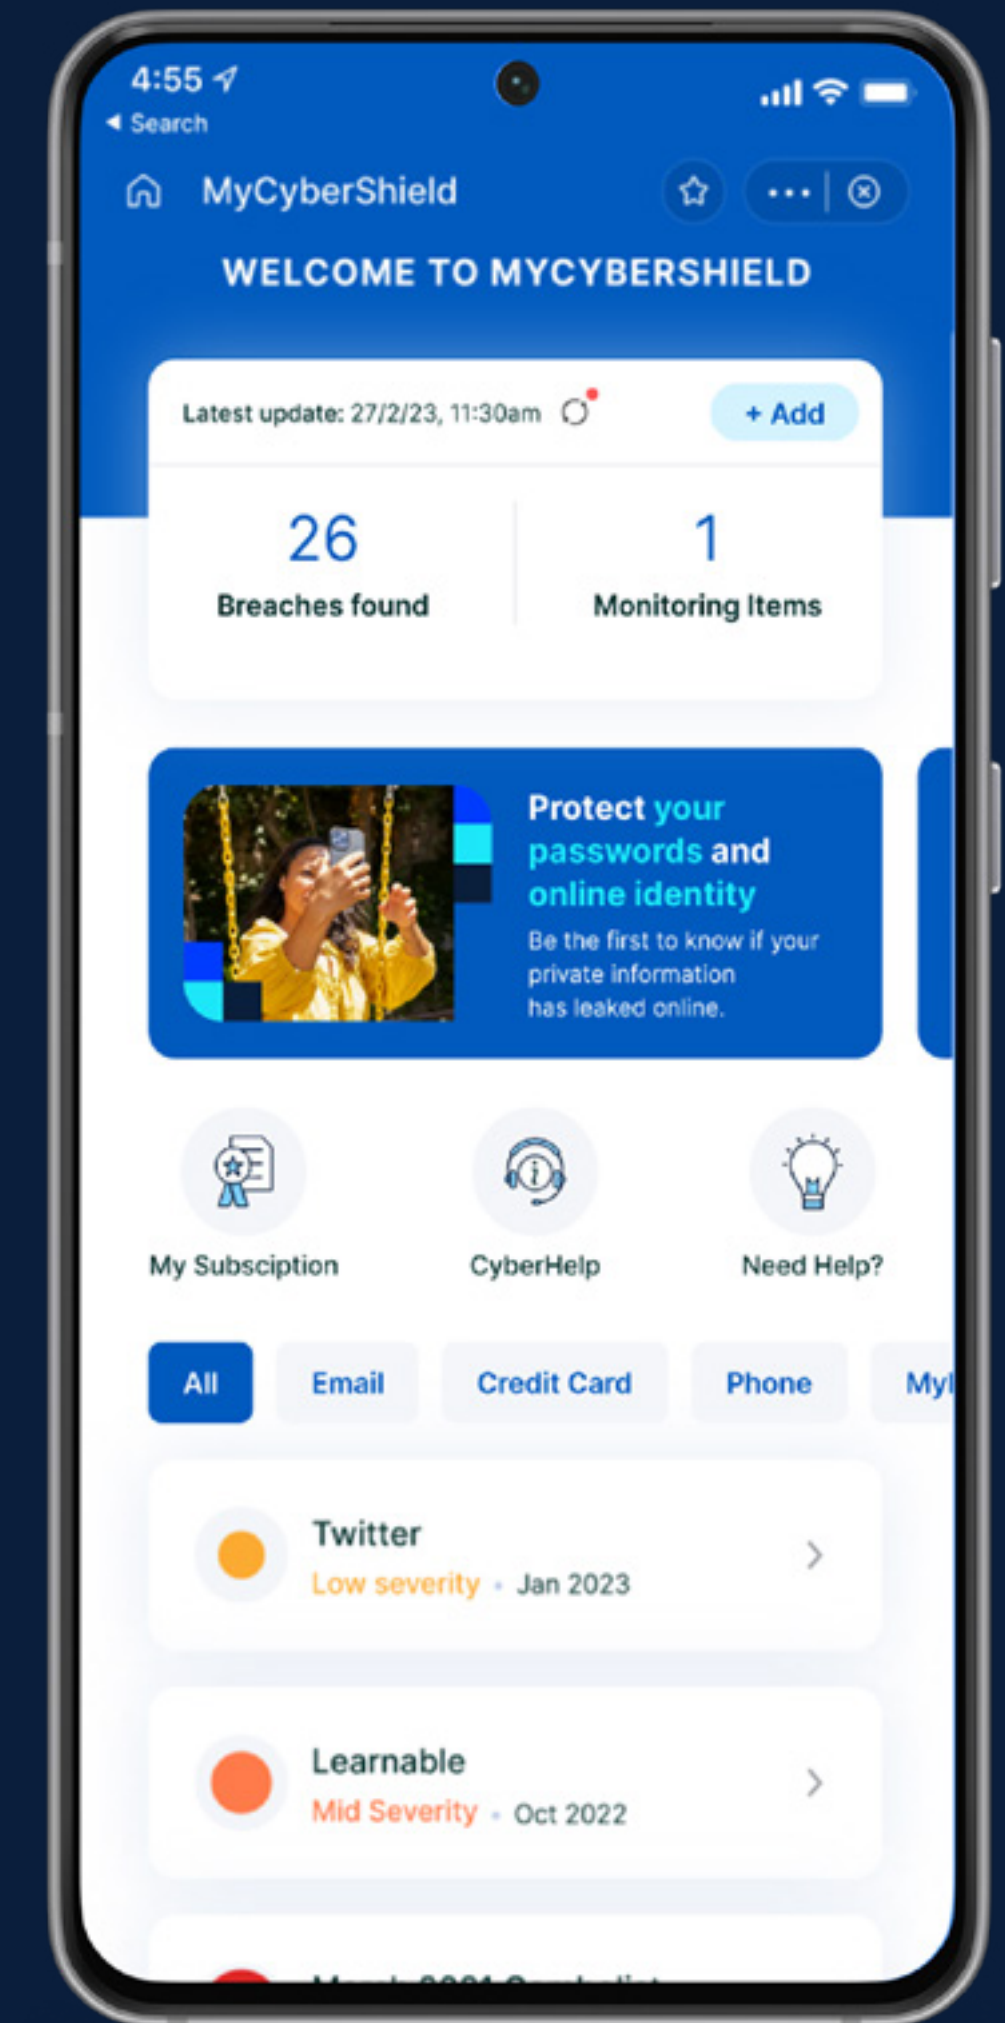 4:55
Search
MyCyberShield
WELCOME TO MYCYBERSHIELD
Latest update: 27/2/23, 11:30am
+ Add
26
Breaches found
1
Monitoring Items
Protect your
passwords and
online identity
Be the first to know if your
private information
has leaked online.
My Subsciption
CyberHelp
Need Help?
All
Email
Credit Card
Phone
Twitter
Low severity • Jan 2023
Learnable
Mid Severity • Oct 2022